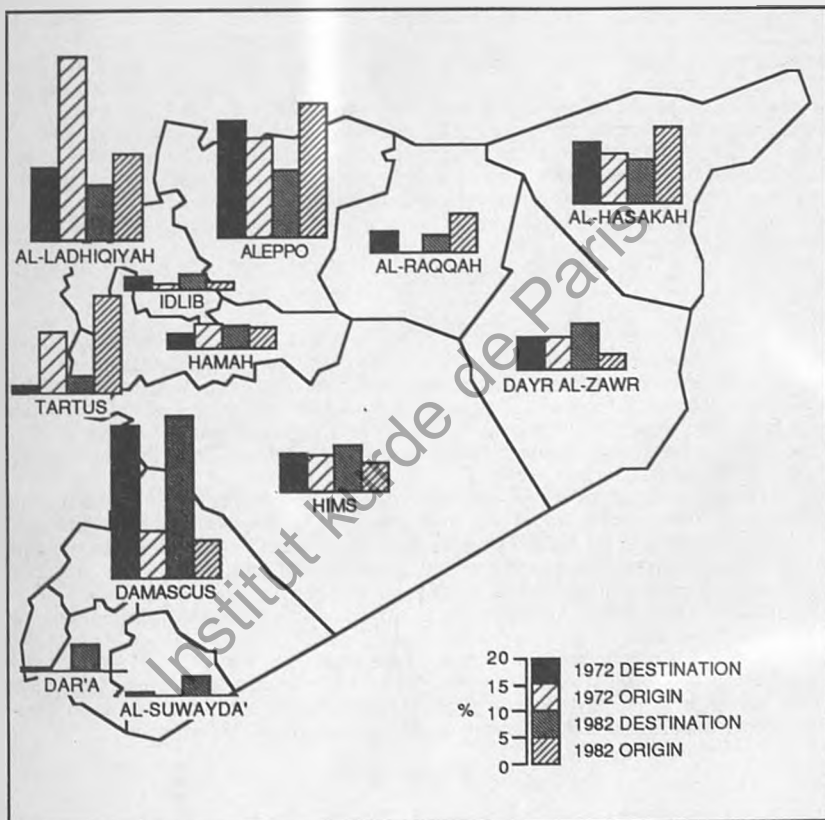 AL-LADHIQIYAH
ALEPPO
AL-RAQQAH
AL-HASAKAH
IDLIB
HAMAH
TARTUS
DAYR AL-ZAWR
HIMS
DAMASCUS
DAR'A
AL-SUWAYDA'
%
20
15
10
5
0
1972 DESTINATION
1972 ORIGIN
1982 DESTINATION
1982 ORIGIN
Institut kurde de Paris